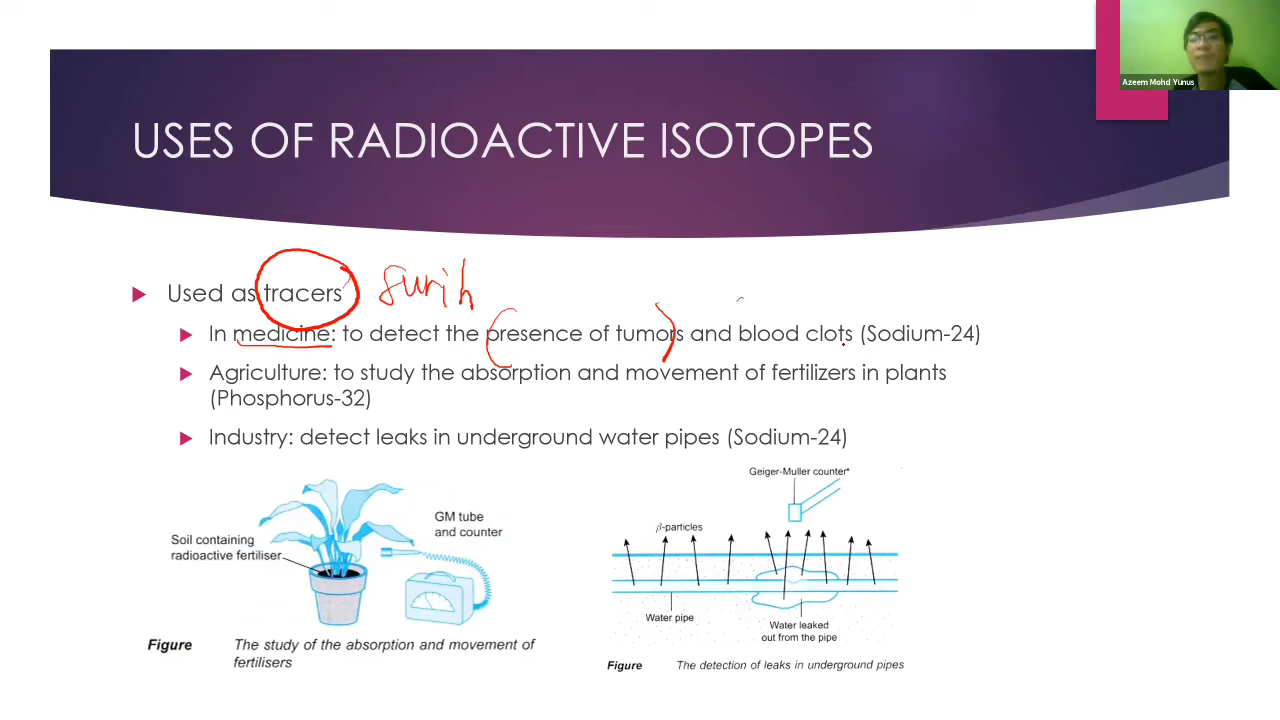 Azeem Mohd Yunus
USES OF RADIOACTIVE ISOTOPES
Used as tracers
surih
In medicine: to detect the presence of tumors and blood clots (Sodium-24)
Agriculture: to study the absorption and movement of fertilizers in plants
(Phosphorus-32)
Industry: detect leaks in underground water pipes (Sodium-24)
Soil containing
radioactive fertiliser
GM tube
and counter
Figure The study of the absorption and movement of
fertilisers
Geiger-Muller counter*
β-particles
Water pipe
Water leaked
out from the pipe
Figure The detection of leaks in underground pipes